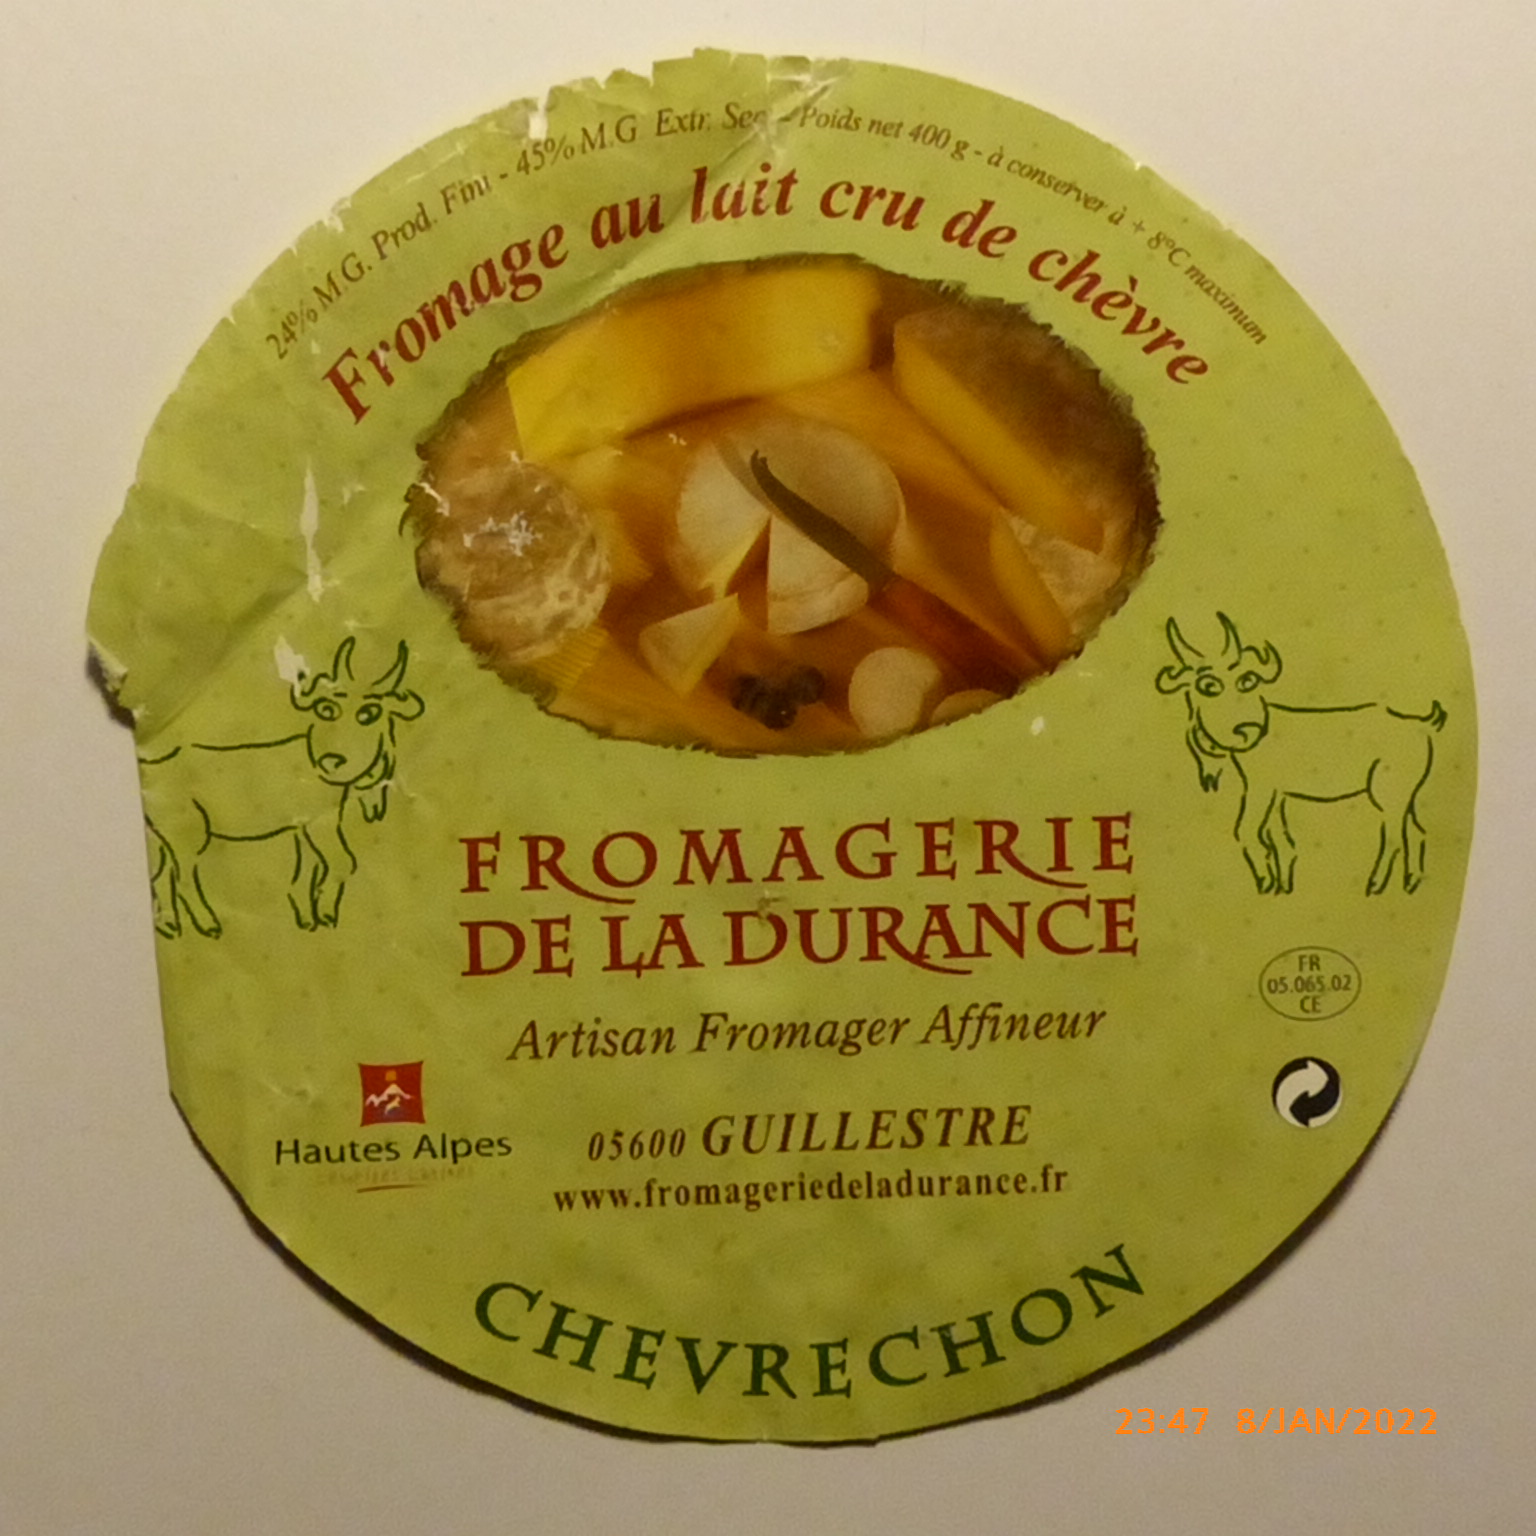 24% M.G. Prod. Fini - 45% M.G Extr. Sec - Poids net 400 g - à conserver à + 8°C maximum
Fromage au lait cru de chèvre
FROMAGERIE
DE LA DURANCE
Artisan Fromager Affineur
FR
05.065.02
CE
Hautes Alpes
05600 GUILLESTRE
www.fromageriedeladurance.fr
CHEVRECHON
23:47 8/JAN/2022